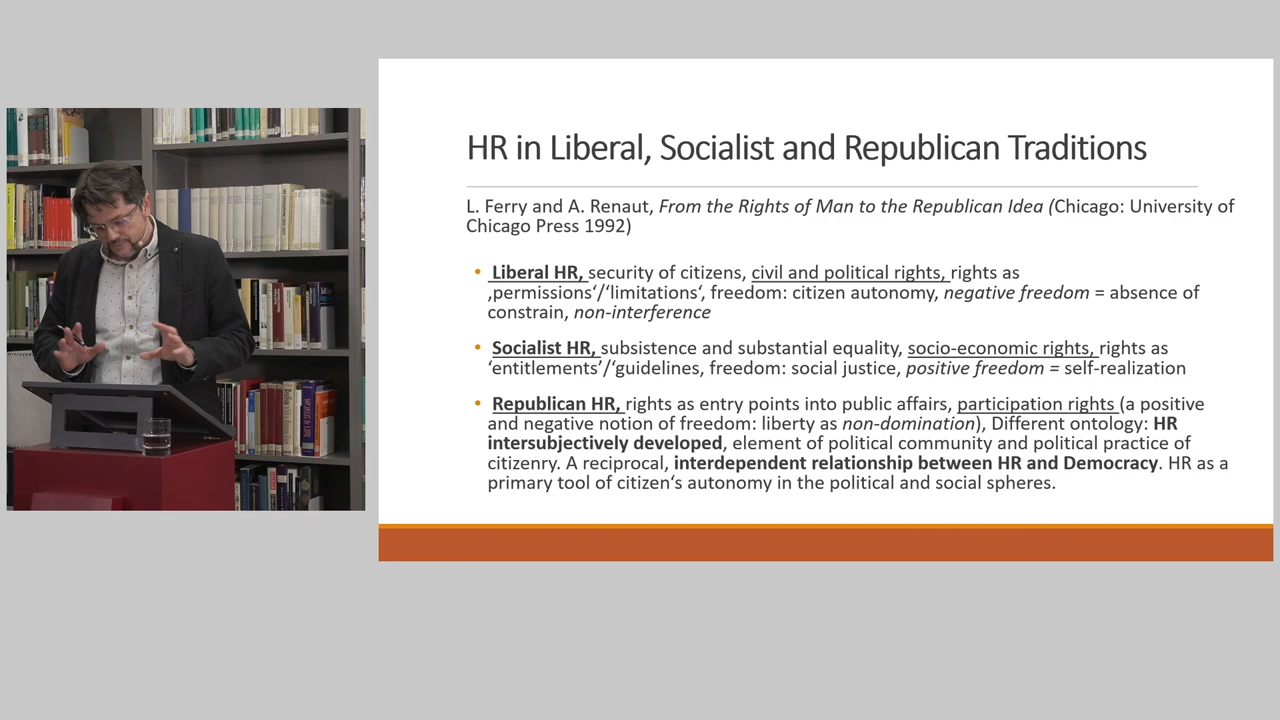 HR in Liberal, Socialist and Republican Traditions
L. Ferry and A. Renaut, From the Rights of Man to the Republican Idea (Chicago: University of
Chicago Press 1992)
• Liberal HR, security of citizens, civil and political rights, rights as
‚permissions‘/‘limitations‘, freedom: citizen autonomy, negative freedom = absence of
constrain, non-interference
• Socialist HR, subsistence and substantial equality, socio-economic rights, rights as
‘entitlements’/‘guidelines, freedom: social justice, positive freedom = self-realization
• Republican HR, rights as entry points into public affairs, participation rights (a positive
and negative notion of freedom: liberty as non-domination), Different ontology: HR
intersubjectively developed, element of political community and political practice of
citizenry. A reciprocal, interdependent relationship between HR and Democracy. HR as a
primary tool of citizen‘s autonomy in the political and social spheres.